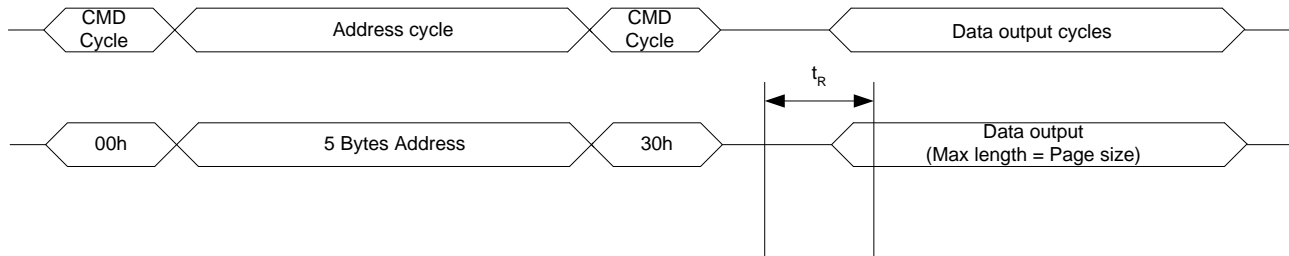 CMD
Cycle
Address cycle
CMD
Cycle
Data output cycles
tR
00h
5 Bytes Address
30h
Data output
(Max length = Page size)